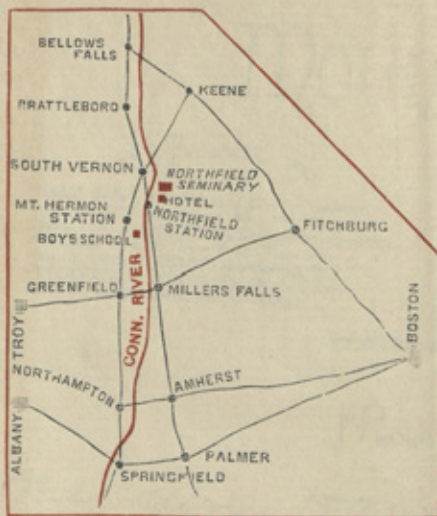 BELLOWS
FALLS
KEENE
BRATTLEBORO
SOUTH VERNON
NORTHFIELD
SEMINARY
MT. HERMON
STATION
HOTEL
NORTHFIELD
STATION
BOYS SCHOOL
FITCHBURG
CONN. RIVER
GREENFIELD
MILLERS FALLS
TROY
BOSTON
NORTHAMPTON
AMHERST
ALBANY
PALMER
SPRINGFIELD